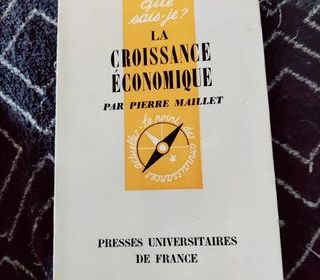 que
sais-je?
LA
CROISSANCE
ÉCONOMIQUE
PAR PIERRE MAILLET
Le point des connaissances actuelles
PRESSES UNIVERSITAIRES
DE FRANCE